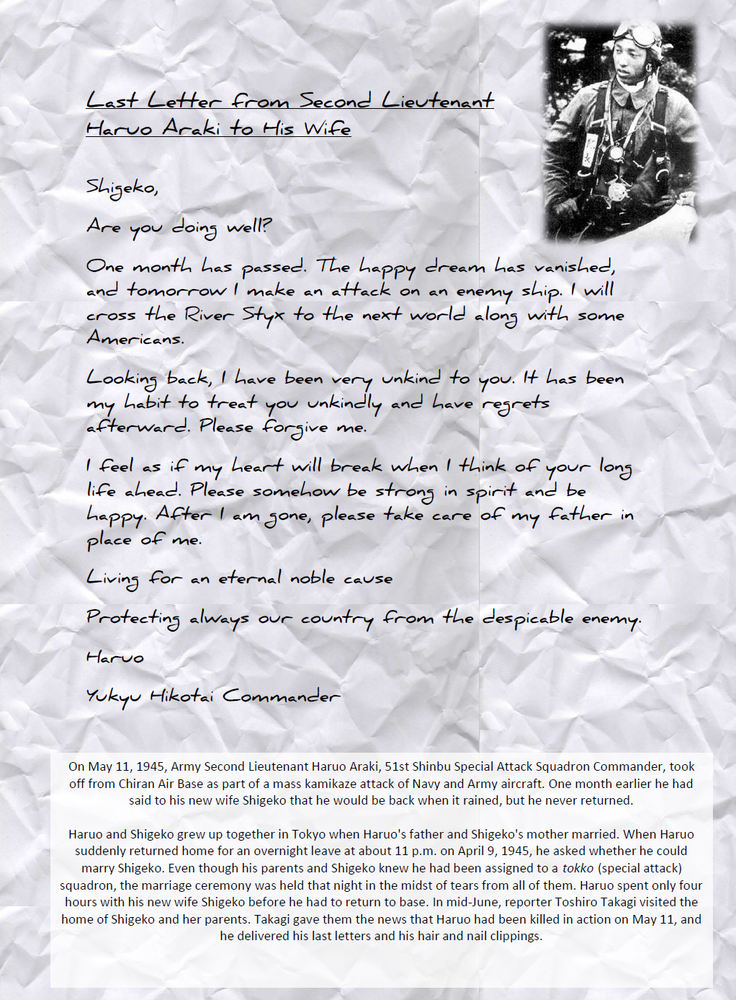 Last Letter from Second Lieutenant
Haruo Araki to His Wife
Shigeko,
Are you doing well?
One month has passed. The happy dream has vanished,
and tomorrow I make an attack on an enemy ship. I will
cross the River Styx to the next world along with some
Americans.
Looking back, I have been very unkind to you. It has been
my habit to treat you unkindly and have regrets
afterward. Please forgive me.
I feel as if my heart will break when I think of your long
life ahead. Please somehow be strong in spirit and be
happy. After I am gone, please take care of my father in
place of me.
Living for an eternal noble cause
Protecting always our country from the despicable enemy.
Haruo
Yukyu Hikotai Commander
On May 11, 1945, Army Second Lieutenant Haruo Araki, 51st Shinbu Special Attack Squadron Commander, took
off from Chiran Air Base as part of a mass kamikaze attack of Navy and Army aircraft. One month earlier he had
said to his new wife Shigeko that he would be back when it rained, but he never returned.
Haruo and Shigeko grew up together in Tokyo when Haruo's father and Shigeko's mother married. When Haruo
suddenly returned home for an overnight leave at about 11 p.m. on April 9, 1945, he asked whether he could
marry Shigeko. Even though his parents and Shigeko knew he had been assigned to a tokko (special attack)
squadron, the marriage ceremony was held that night in the midst of tears from all of them. Haruo spent only four
hours with his new wife Shigeko before he had to return to base. In mid-June, reporter Toshiro Takagi visited the
home of Shigeko and her parents. Takagi gave them the news that Haruo had been killed in action on May 11, and
he delivered his last letters and his hair and nail clippings.